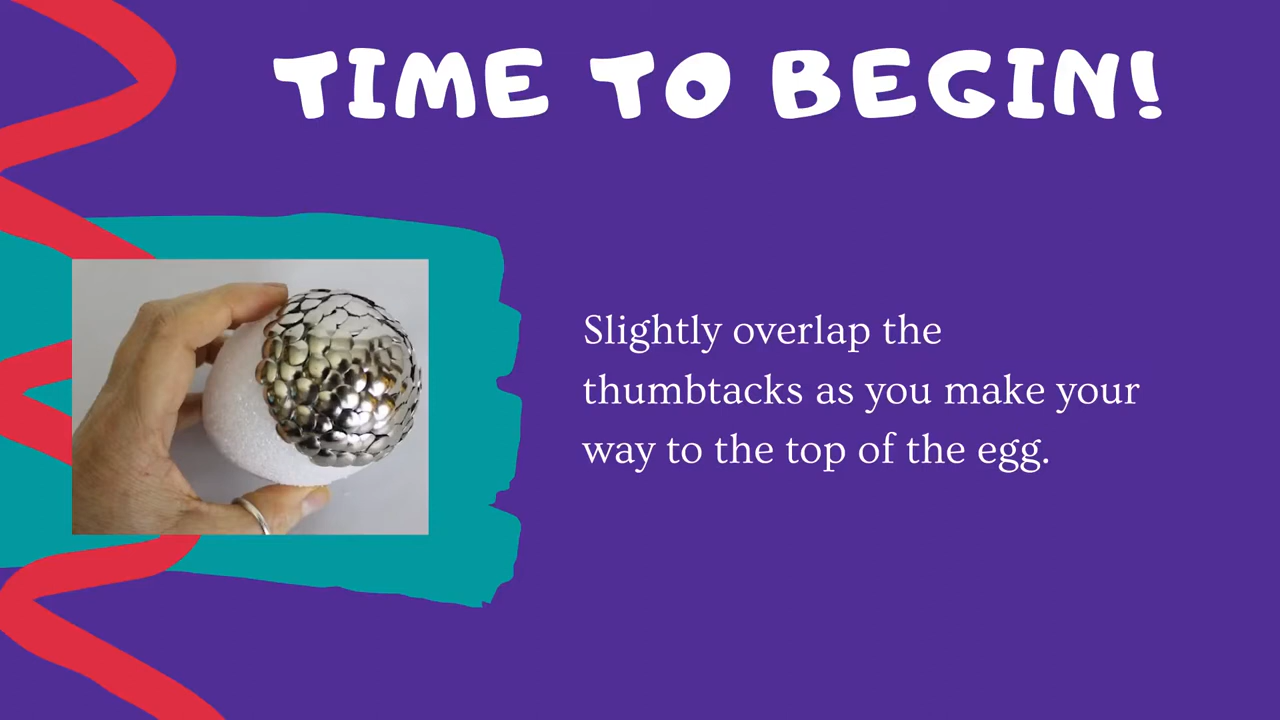 TIME TO BEGIN!
Slightly overlap the
thumbtacks as you make your
way to the top of the egg.